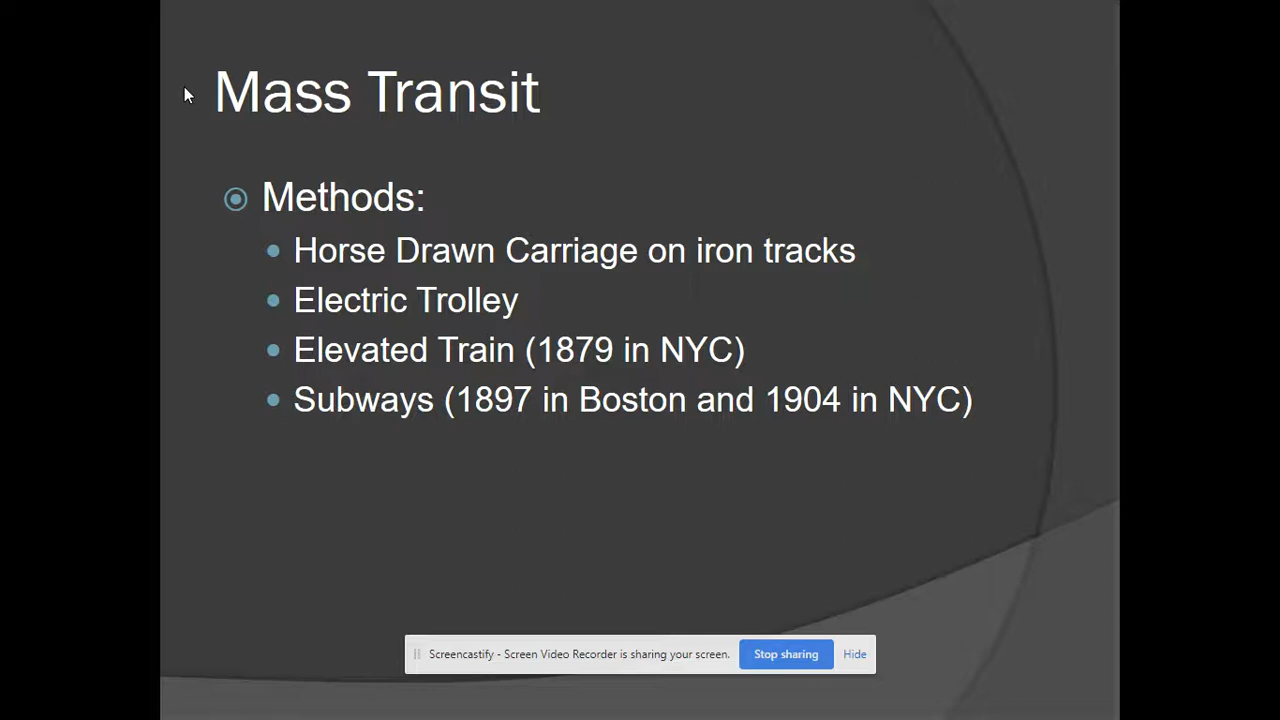 Mass Transit
Methods:
Horse Drawn Carriage on iron tracks
Electric Trolley
Elevated Train (1879 in NYC)
Subways (1897 in Boston and 1904 in NYC)
Screencastify - Screen Video Recorder is sharing your screen. Stop sharing Hide